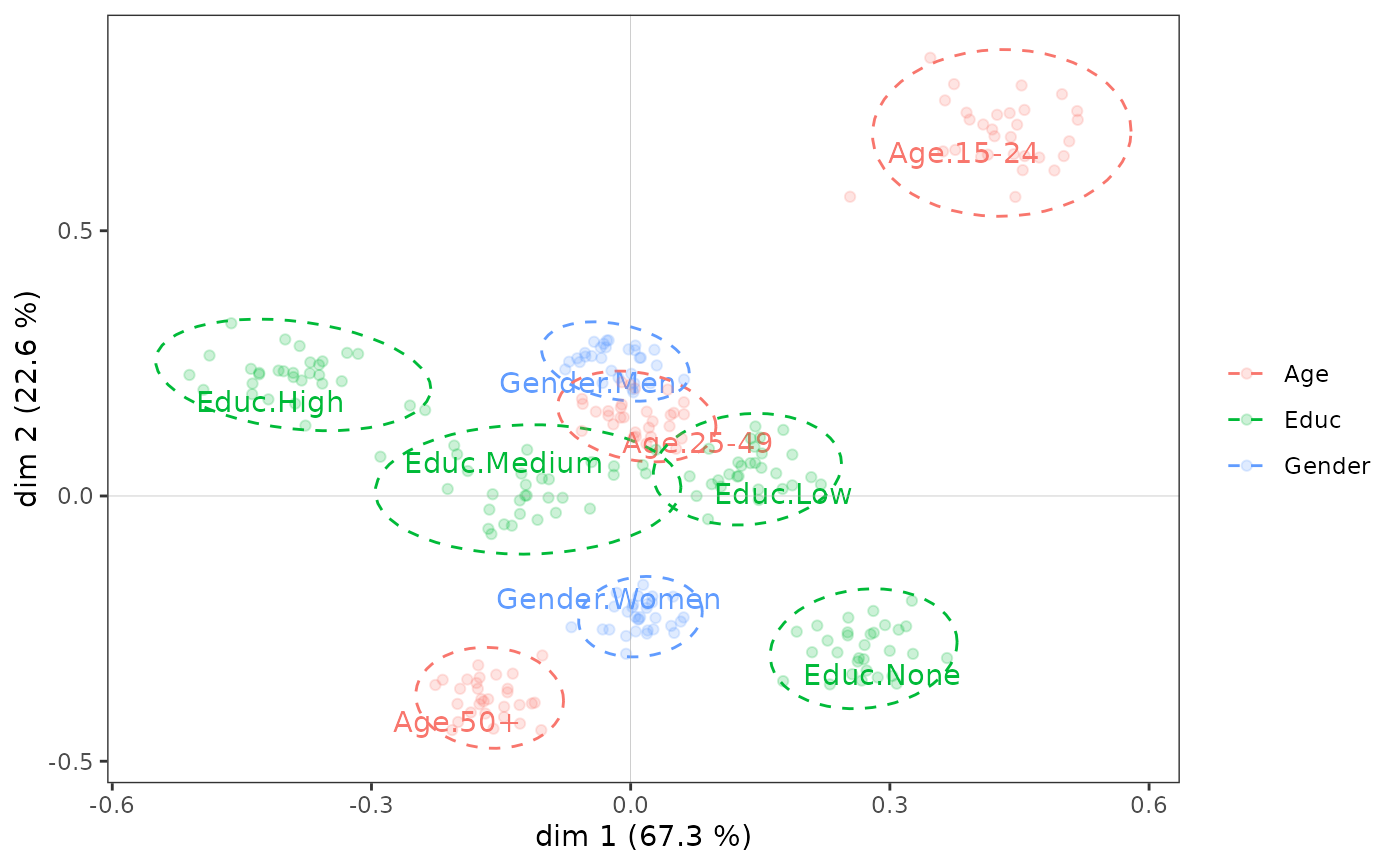 Age.15-24
Educ.High
Gender.Men
Age.25-49
Educ.Medium
Educ.Low
Gender.Women
Educ.None
Age.50+
0.5
0.0
-0.5
dim 2 (22.6 %)
-0.6
-0.3
0.0
0.3
0.6
dim 1 (67.3 %)
Age
Educ
Gender